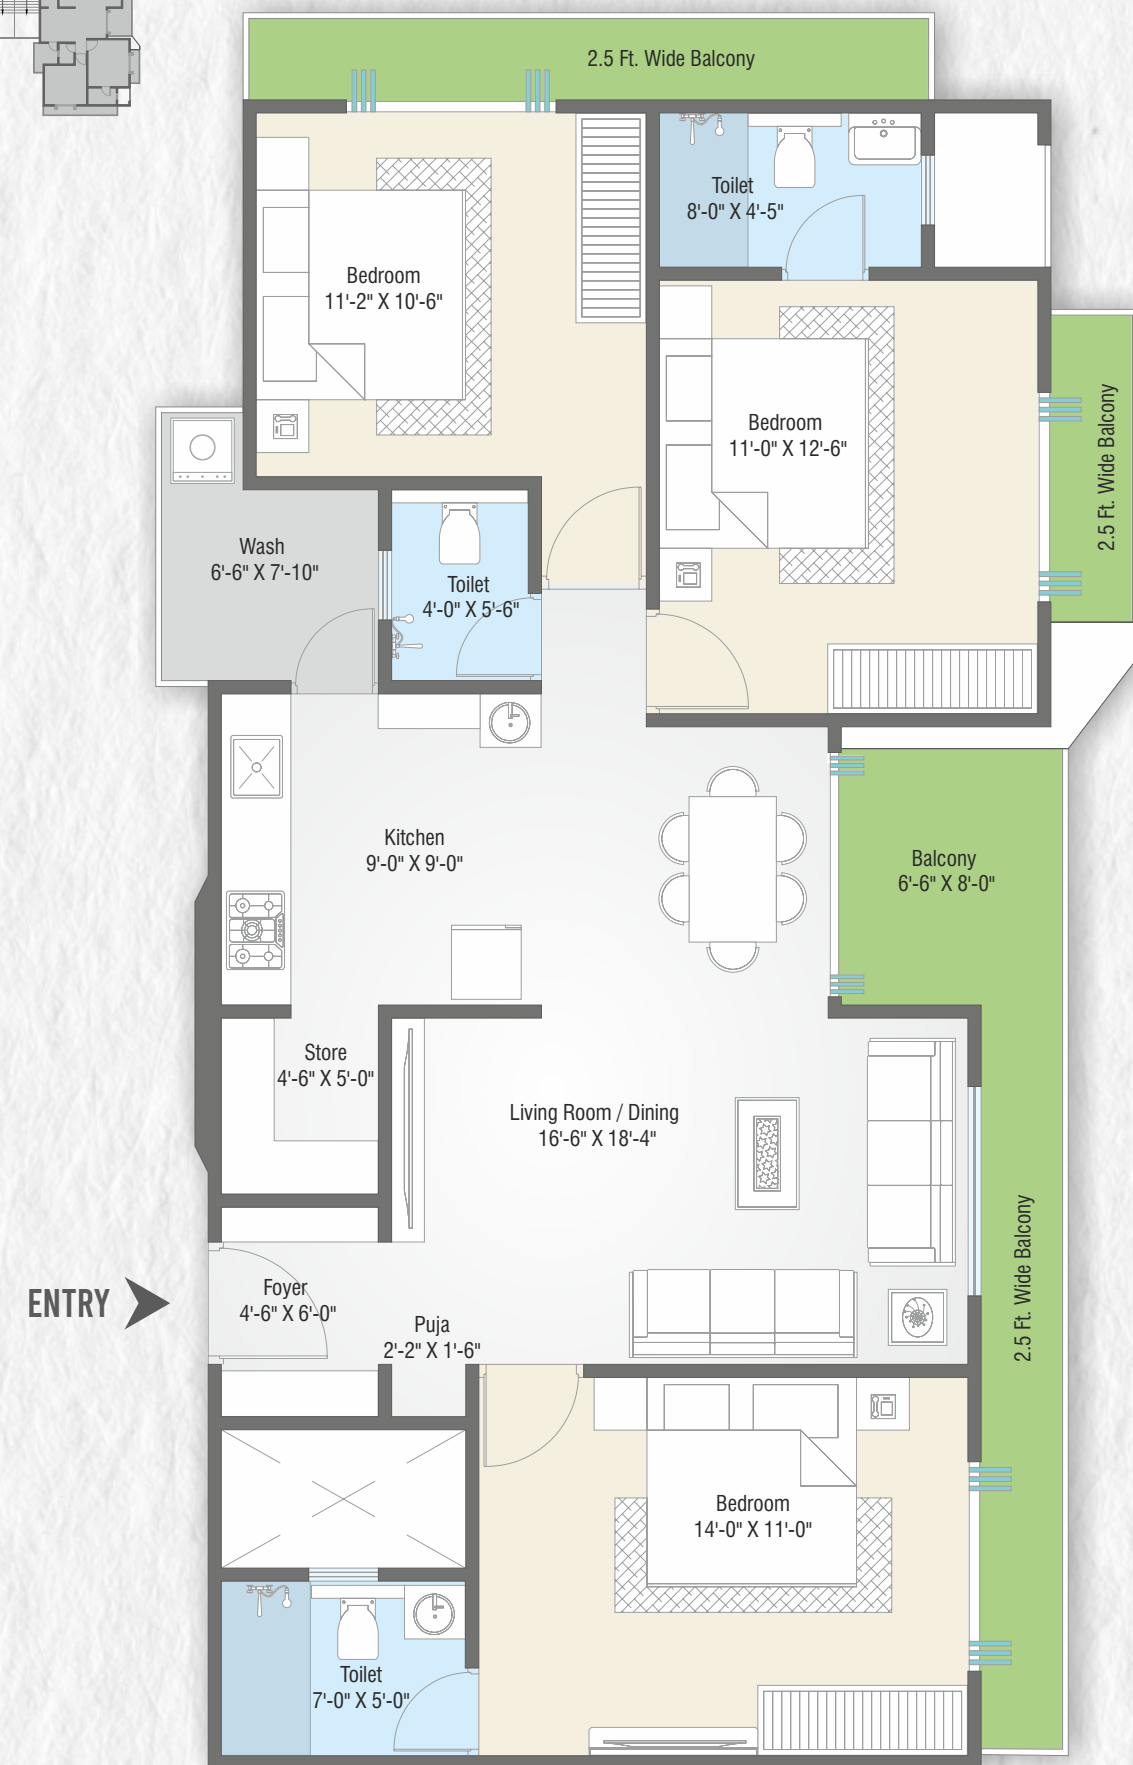 2.5 Ft. Wide Balcony
Toilet
8'-0" X 4'-5"
Bedroom
11'-2" X 10'-6"
Bedroom
11'-0" X 12'-6"
2.5 Ft. Wide Balcony
Wash
6'-6" X 7'-10"
Toilet
4'-0" X 5'-6"
Kitchen
9'-0" X 9'-0"
Balcony
6'-6" X 8'-0"
Store
4'-6" X 5'-0"
Living Room / Dining
16'-6" X 18'-4"
2.5 Ft. Wide Balcony
ENTRY
Foyer
4'-6" X 6'-0"
Puja
2'-2" X 1'-6"
Bedroom
14'-0" X 11'-0"
Toilet
7'-0" X 5'-0"